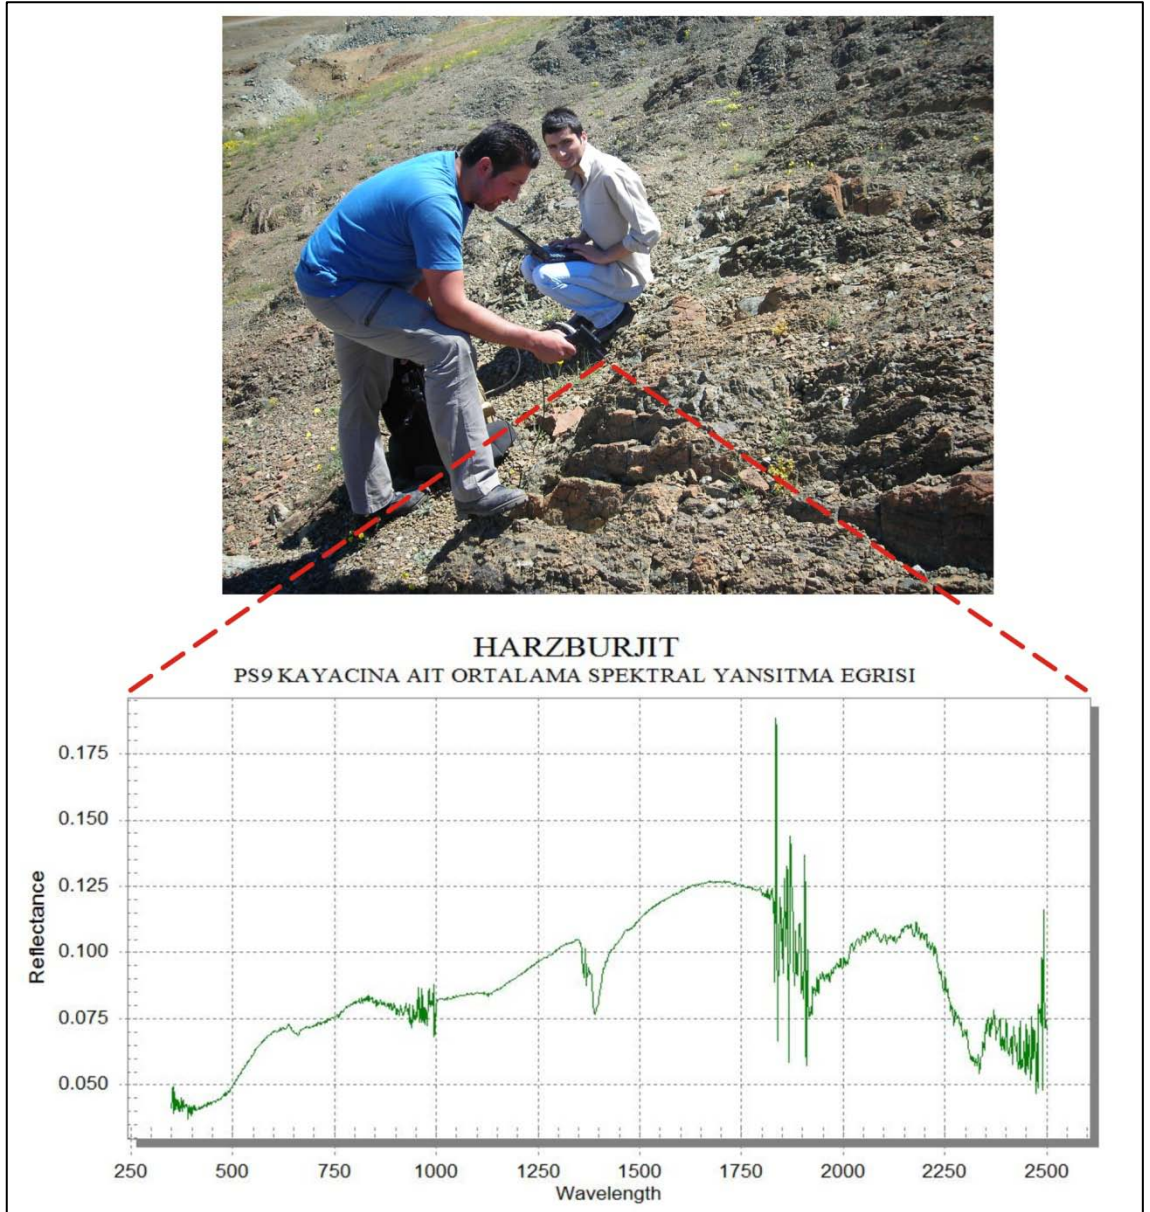 HARZBURJIT
PS9 KAYACINA AIT ORTALAMA SPEKTRAL YANSITMA EGRISI
Reflectance
0.175
0.150
0.125
0.100
0.075
0.050
250 500 750 1000 1250 1500 1750 2000 2250 2500
Wavelength